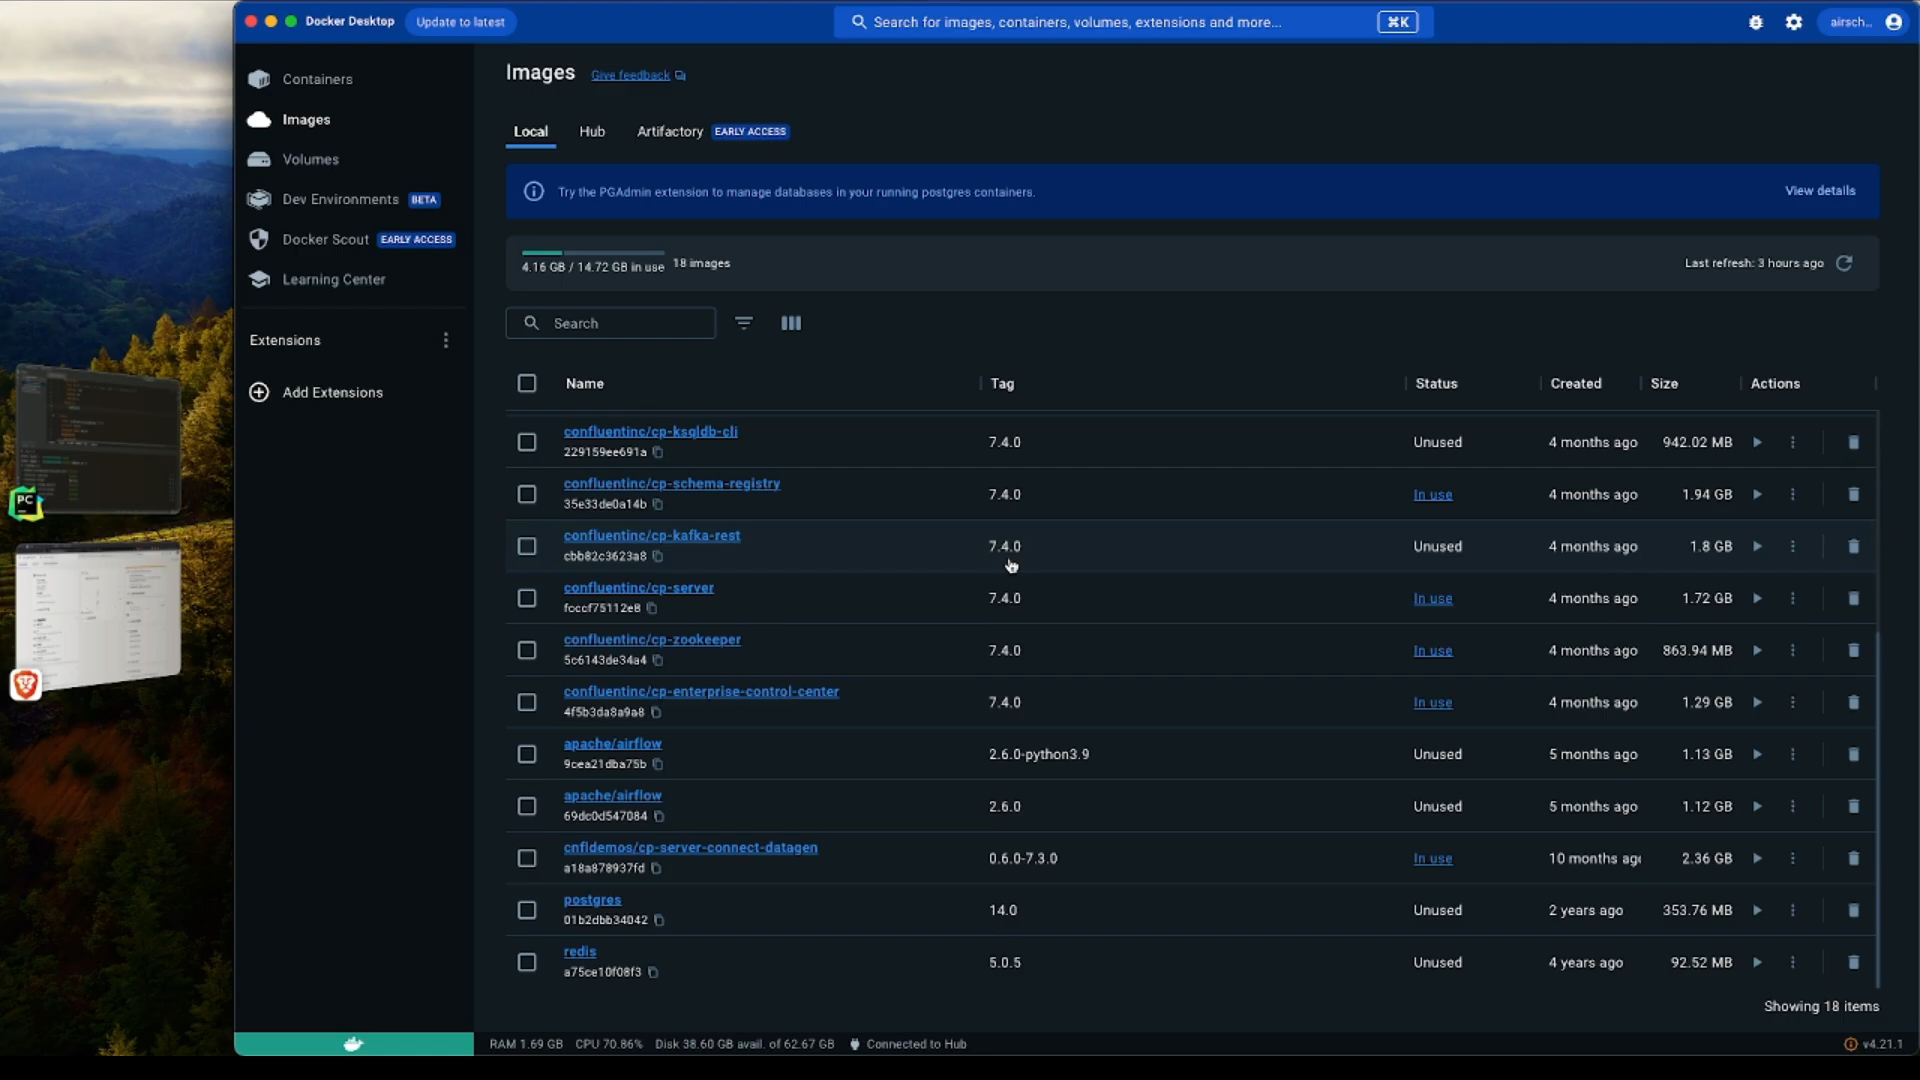 Docker Desktop
Update to latest
Search for images, containers, volumes, extensions and more...
⌘K
airsch...
Containers
Images
Volumes
Dev Environments BETA
Docker Scout EARLY ACCESS
Learning Center
Extensions
Add Extensions
Images Give feedback
Local Hub Artifactory EARLY ACCESS
Try the PGAdmin extension to manage databases in your running postgres containers. View details
4.16 GB / 14.72 GB in use 18 images Last refresh: 3 hours ago
Search
Name Tag Status Created Size Actions
confluentinc/cp-ksqldb-cli
229159ee691a 7.4.0 Unused 4 months ago 942.02 MB
confluentinc/cp-schema-registry
35e33de0a14b 7.4.0 In use 4 months ago 1.94 GB
confluentinc/cp-kafka-rest
cbb82c3623a8 7.4.0 Unused 4 months ago 1.8 GB
confluentinc/cp-server
f0ccf75112e8 7.4.0 In use 4 months ago 1.72 GB
confluentinc/cp-zookeeper
5c6143de34a4 7.4.0 In use 4 months ago 863.94 MB
confluentinc/cp-enterprise-control-center
4f5b3da8a9a8 7.4.0 In use 4 months ago 1.29 GB
apache/airflow
9cea21dba75b 2.6.0-python3.9 Unused 5 months ago 1.13 GB
apache/airflow
69dc0d547084 2.6.0 Unused 5 months ago 1.12 GB
cnfldemos/cp-server-connect-datagen
a18a878937fd 0.6.0-7.3.0 In use 10 months ago 2.36 GB
postgres
01b2dbb34042 14.0 Unused 2 years ago 353.76 MB
redis
a75ce10f08f3 5.0.5 Unused 4 years ago 92.52 MB
Showing 18 items
RAM 1.69 GB CPU 70.86% Disk 38.60 GB avail. of 62.67 GB Connected to Hub v4.21.1
PC